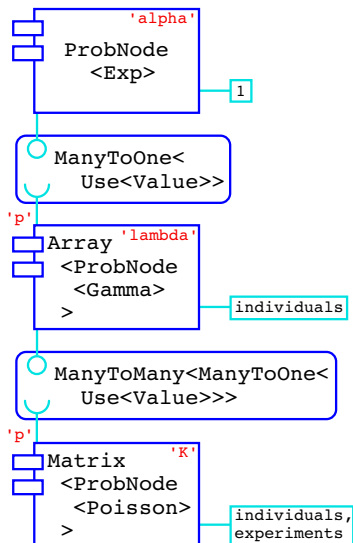 'alpha'
ProbNode
<Exp>
1
ManyToOne<
Use<Value>>
'p'
'lambda'
Array
<ProbNode
<Gamma>
>
individuals
ManyToMany<ManyToOne<
Use<Value>>>
'p'
'K'
Matrix
<ProbNode
<Poisson>
>
individuals,
experiments